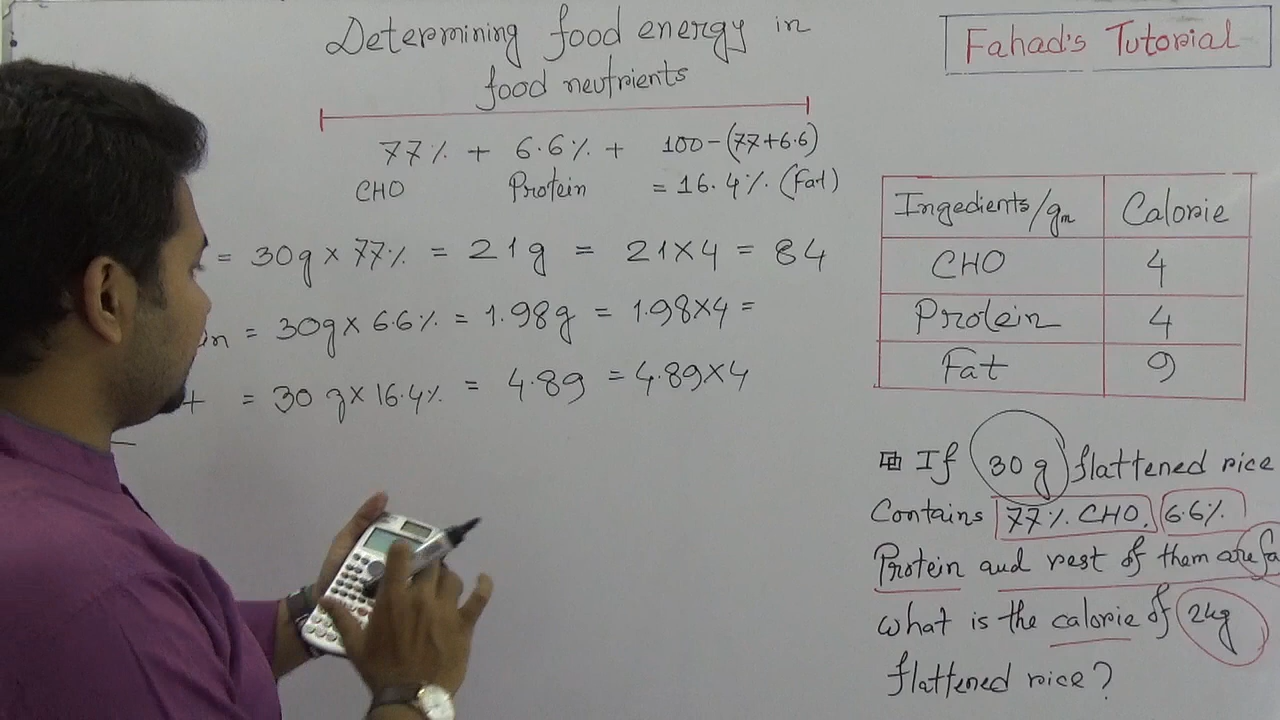 Determining food energy in
food neutrients
Fahad's Tutorial
77% + 6.6% + 100-(77+6.6)
CHO Protein = 16.4% (Fat)
= 30g × 77% = 21g = 21×4 = 84
n = 30g× 6.6% = 1.98g = 1.98×4 =
t = 30g× 16.4% = 4.89 = 4.89×4
Ingedients/gm Calorie
CHO 4
Protein 4
Fat 9
If 30g flattened rice
Contains 77% CHO, 6.6%
Protein and rest of them are fa
what is the calorie of 2kg
flattened rice?